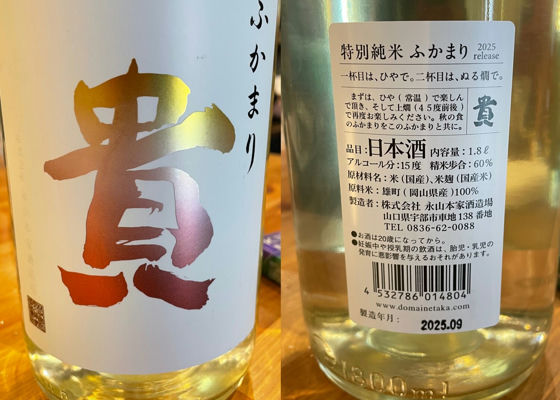 ふかまり
貴
特別純米 ふかまり 2025 release
一杯目は、ひやで。二杯目は、ぬる燗で。
まずは、ひや（常温）で楽しん
で頂き、そして上燗（45度前後）
で再度お楽しみください。秋の食
のふかまりをこのふかまりと共に。
貴
品目：日本酒 内容量：1.8ℓ
アルコール分：15度 精米歩合：60%
原材料名：米（国産）、米麹（国産米）
原料米：雄町（岡山県産）100%
製造者：株式会社 永山本家酒造場
山口県宇部市車地138番地
TEL 0836-62-0088
●お酒は20歳になってから。
●妊娠中や授乳期の飲酒は、胎児・乳児の
発育に悪影響を与えるおそれがあります。
4 532786 014804
www.domainetaka.com
製造年月： 2025.09
1800ml